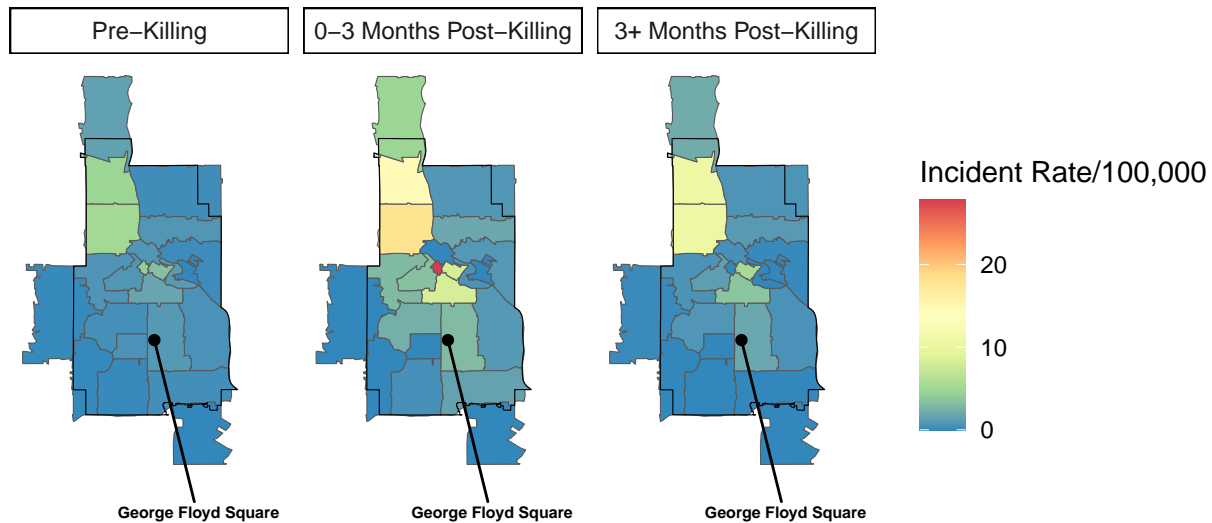 Pre−Killing
0−3 Months Post−Killing
3+ Months Post−Killing
Incident Rate/100,000
20
10
0
George Floyd Square
George Floyd Square
George Floyd Square